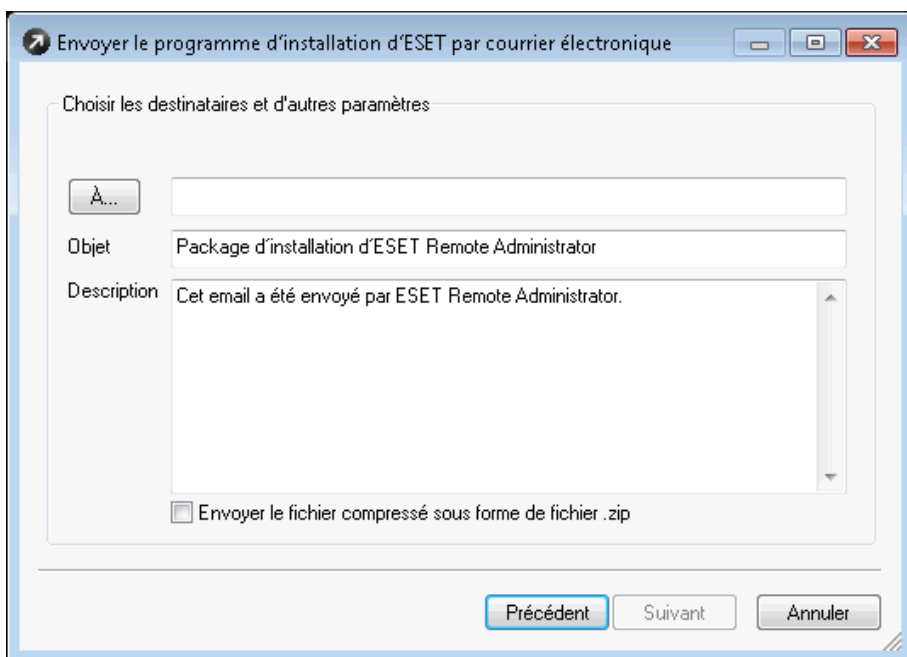 Envoyer le programme d'installation d'ESET par courrier électronique
Choisir les destinataires et d'autres paramètres
À...
Objet Package d´installation d´ESET Remote Administrator
Description Cet email a été envoyé par ESET Remote Administrator.
Envoyer le fichier compressé sous forme de fichier .zip
Précédent Suivant Annuler